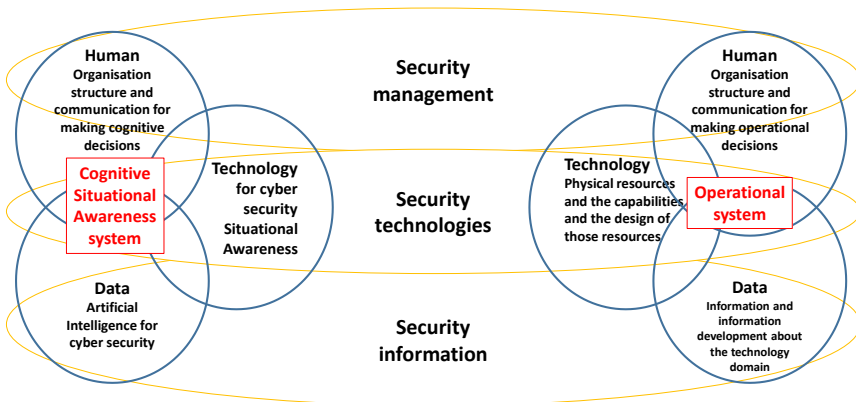 Human
Organisation
structure and
communication for
making cognitive
decisions
Cognitive
Situational
Awareness
system
Technology
for cyber
security
Situational
Awareness
Data
Artificial
Intelligence for
cyber security
Security
management
Security
technologies
Security
information
Human
Organisation
structure and
communication for
making operational
decisions
Technology
Physical resources
and the capabilities
and the design of
those resources
Operational
system
Data
Information and
information
development about
the technology
domain